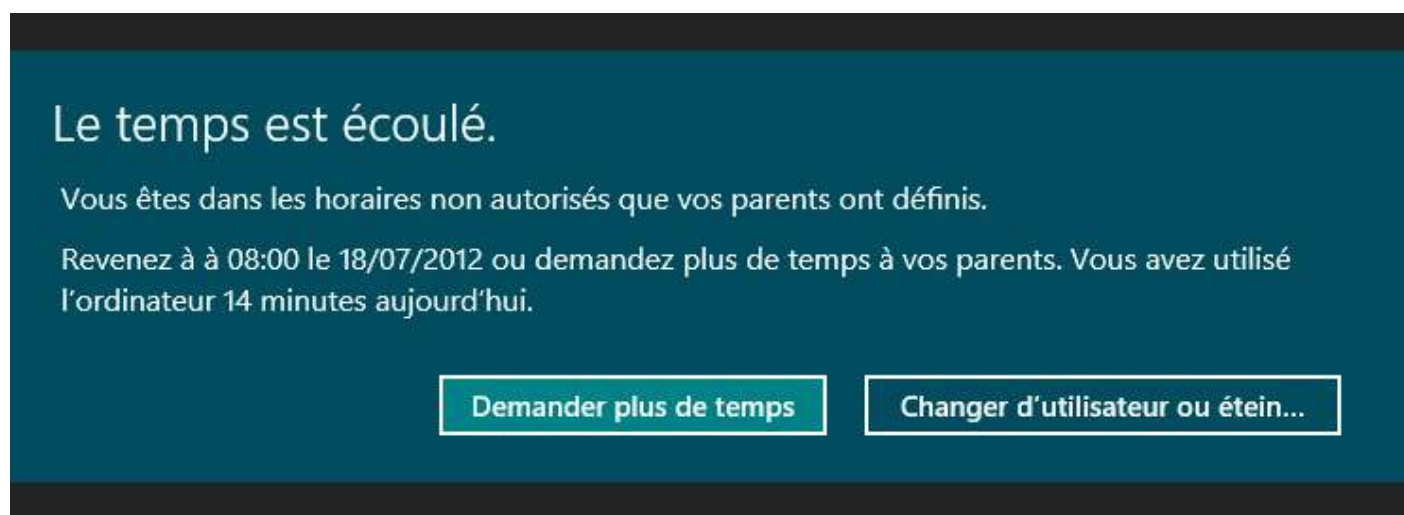 Le temps est écoulé.
Vous êtes dans les horaires non autorisés que vos parents ont définis.
Revenez à à 08:00 le 18/07/2012 ou demandez plus de temps à vos parents. Vous avez utilisé
l'ordinateur 14 minutes aujourd'hui.
Demander plus de temps
Changer d'utilisateur ou étein...